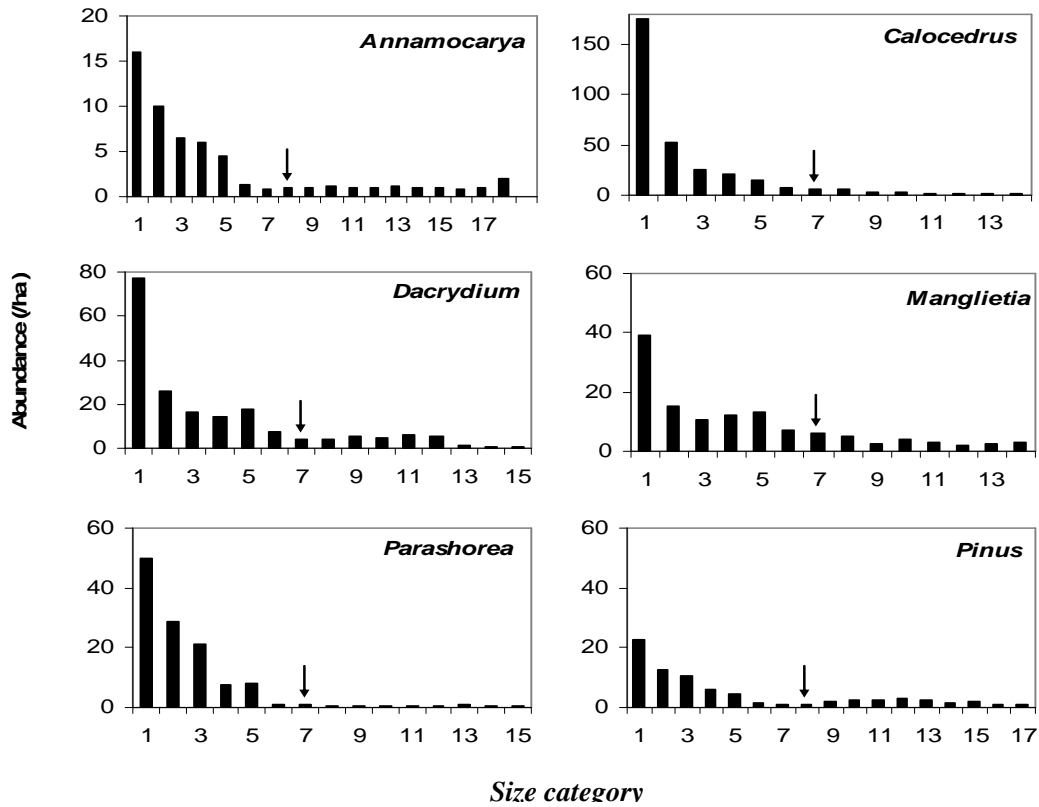 Abundance (/ha)
Annamocarya
20
15
10
5
0
1 3 5 7 9 11 13 15 17
Calocedrus
150
100
50
0
1 3 5 7 9 11 13
Dacrydium
80
60
40
20
0
1 3 5 7 9 11 13 15
Manglietia
60
40
20
0
1 3 5 7 9 11 13
Parashorea
60
40
20
0
1 3 5 7 9 11 13 15
Pinus
60
40
20
0
1 3 5 7 9 11 13 15 17
Size category